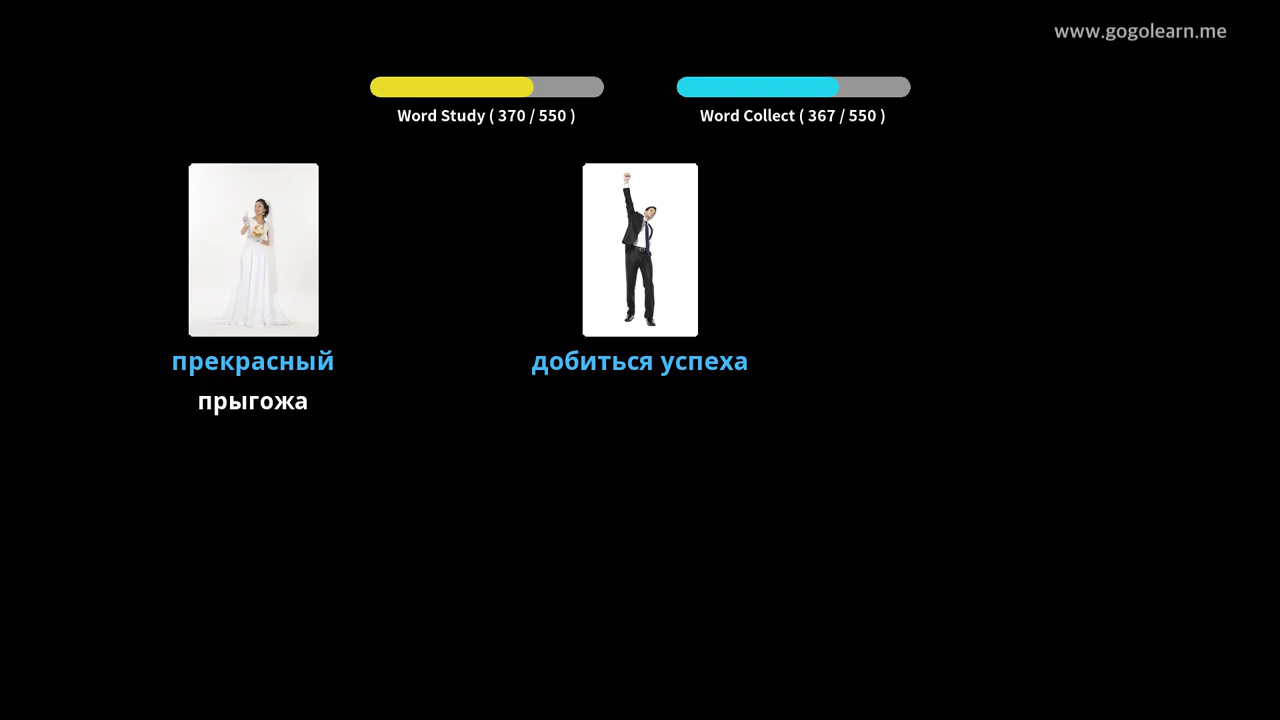 www.gogolearn.me
Word Study ( 370 / 550 )
Word Collect ( 367 / 550 )
прекрасный
прыгожа
добиться успеха